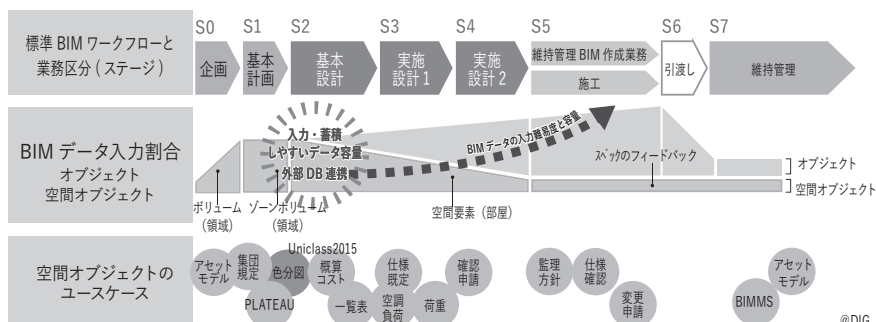 標準 BIM ワークフローと
業務区分 ( ステージ )
S0
企画
S1
基本
計画
S2
基本
設計
S3
実施
設計 1
S4
実施
設計 2
S5
維持管理 BIM 作成業務
施工
S6
引渡し
S7
維持管理
BIM データ入力割合
オブジェクト
空間オブジェクト
入力・蓄積
しやすいデータ容量
外部 DB 連携
BIM データの入力難易度と容量
スペックのフィードバック
オブジェクト
空間オブジェクト
ボリューム
(領域)
ゾーンボリューム
(領域)
空間要素（部屋）
空間オブジェクトの
ユースケース
アセット
モデル
集団
規定
Uniclass2015
色分図
PLATEAU
概算
コスト
一覧表
仕様
既定
空調
負荷
荷重
確認
申請
監理
方針
仕様
確認
変更
申請
BIMMS
アセット
モデル
@DIG